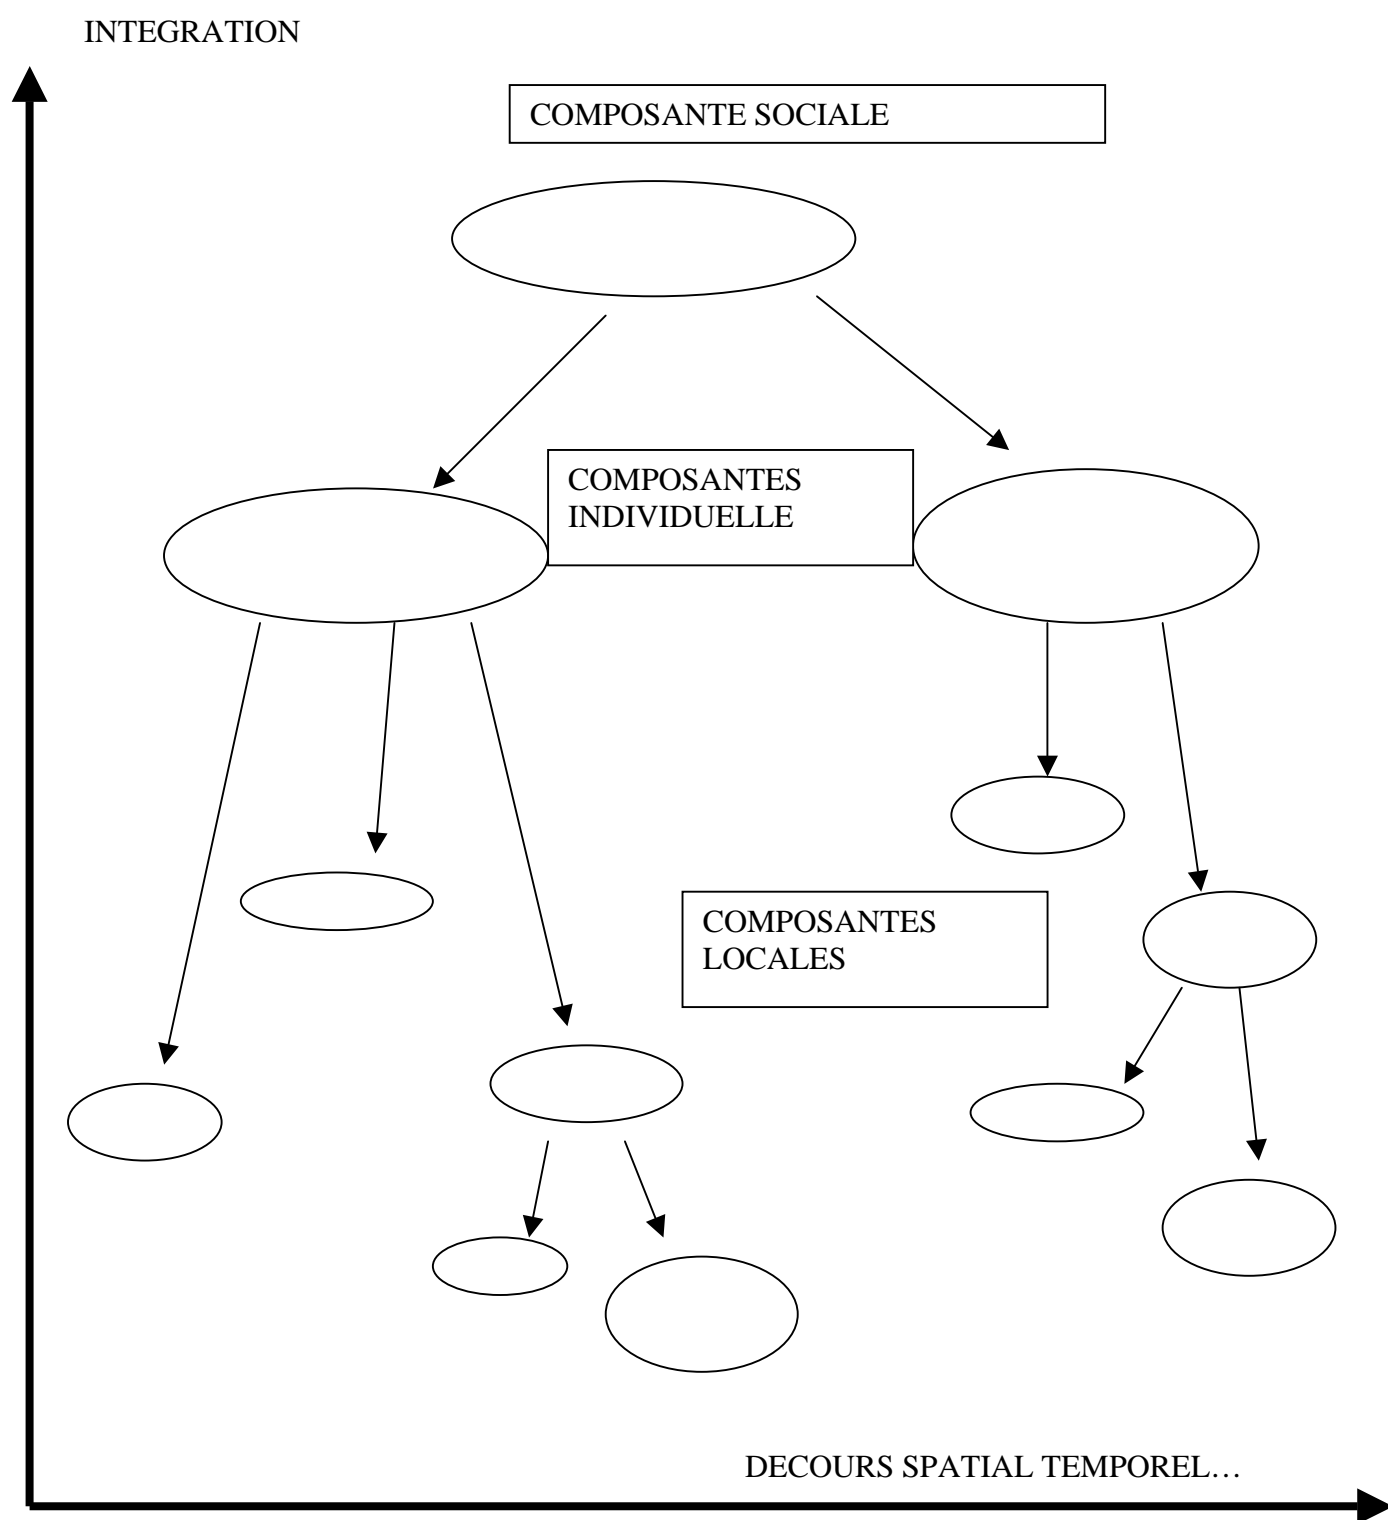 INTEGRATION
COMPOSANTE SOCIALE
COMPOSANTES
INDIVIDUELLE
COMPOSANTES
LOCALES
DECOURS SPATIAL TEMPOREL…